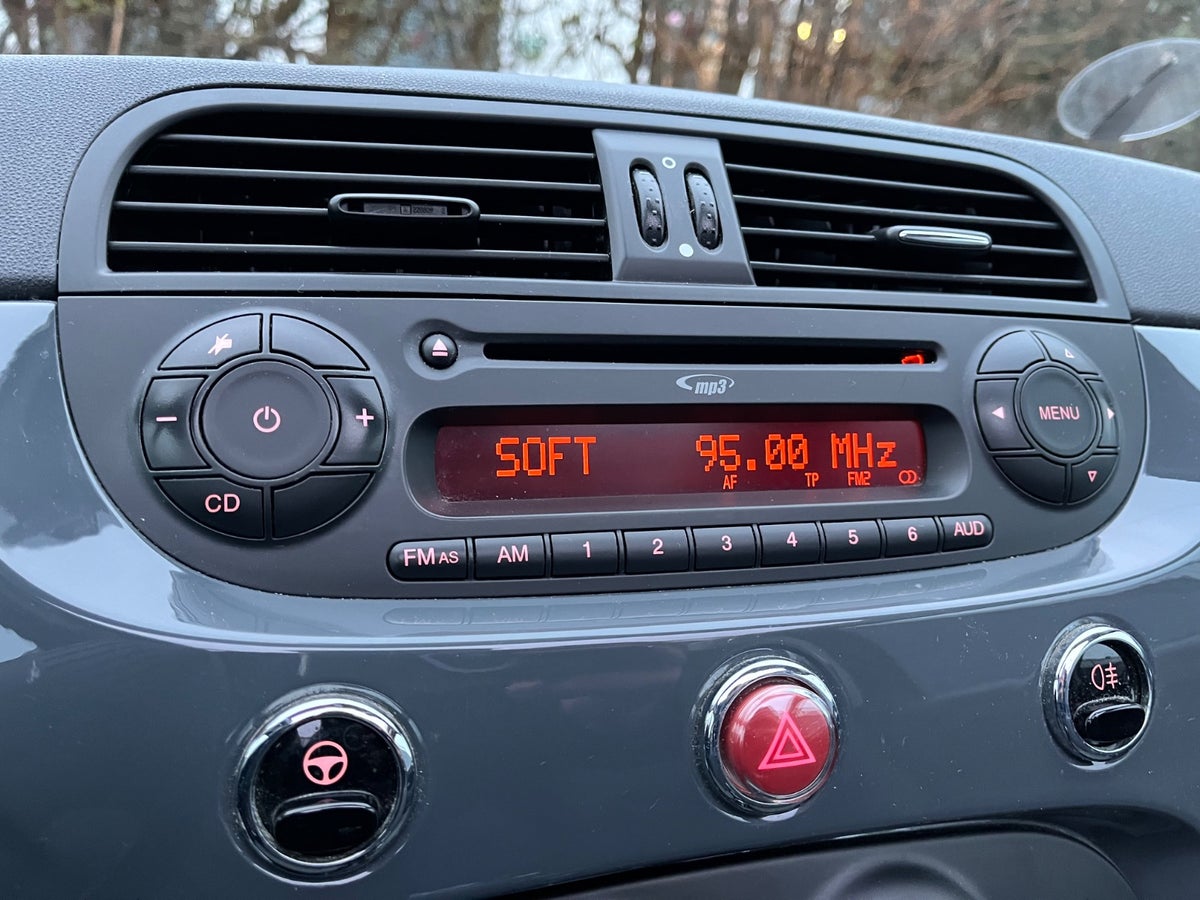 mp3
SOFT 95.00 MHz
AF TP FM2
MENU
CD
FM AS AM 1 2 3 4 5 6 AUD